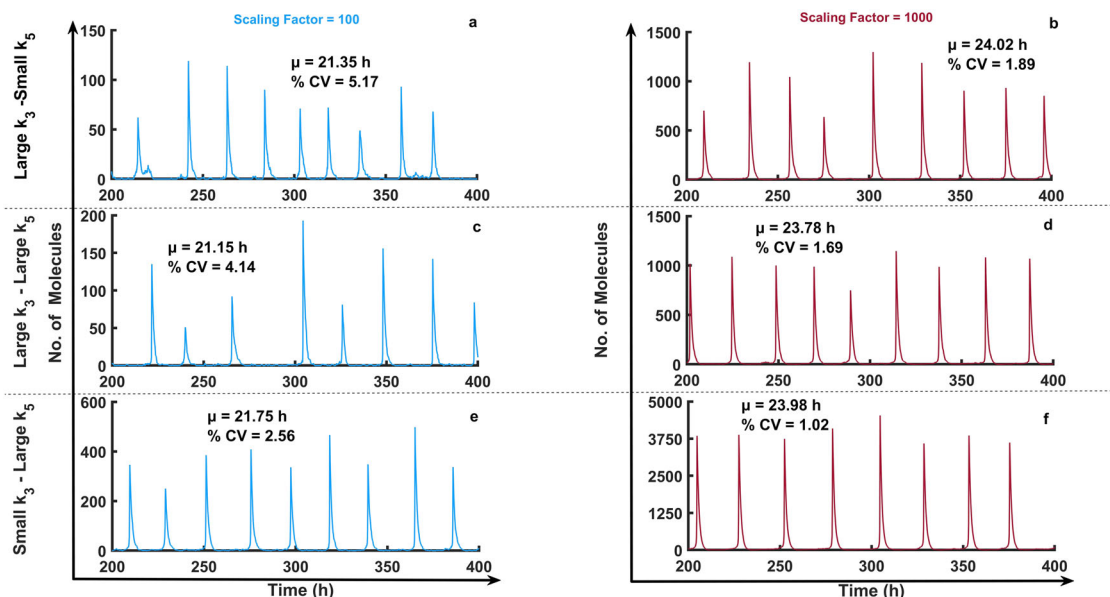 Scaling Factor = 100
Scaling Factor = 1000
Large k3 -Small k5
Large k3 - Large k5
Small k3 - Large k5
No. of Molecules
a
μ = 21.35 h
% CV = 5.17
150
100
50
0
200 250 300 350 400
b
μ = 24.02 h
% CV = 1.89
1500
1000
500
0
200 250 300 350 400
c
μ = 21.15 h
% CV = 4.14
200
150
100
50
0
200 250 300 350 400
No. of Molecules
d
μ = 23.78 h
% CV = 1.69
1500
1000
500
0
200 250 300 350 400
e
μ = 21.75 h
% CV = 2.56
600
400
200
0
200 250 300 350 400
Time (h)
f
μ = 23.98 h
% CV = 1.02
5000
3750
2500
1250
0
200 250 300 350 400
Time (h)